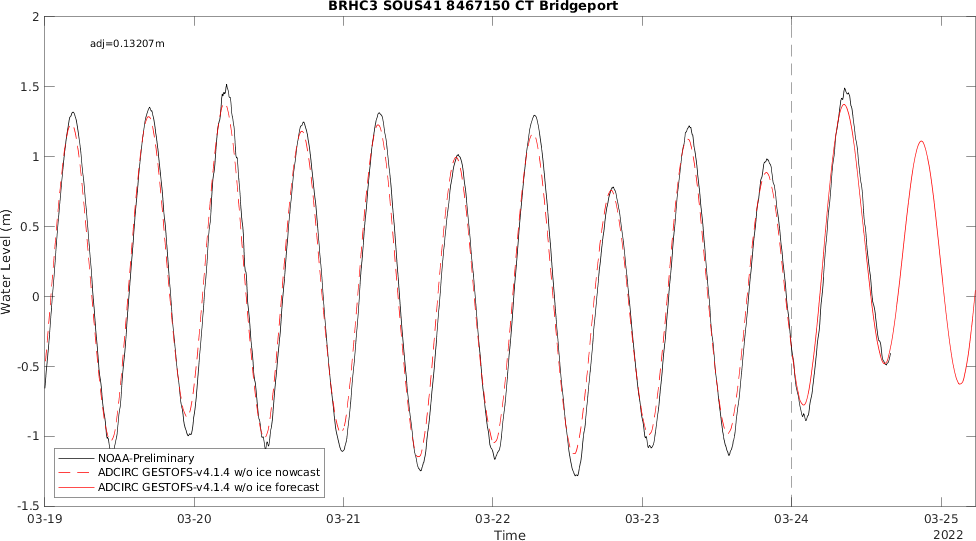 BRHC3 SOUS41 8467150 CT Bridgeport
2
adj=0.13207m
1.5
1
0.5
0
-0.5
-1
-1.5
Water Level (m)
NOAA-Preliminary
ADCIRC GESTOFS-v4.1.4 w/o ice nowcast
ADCIRC GESTOFS-v4.1.4 w/o ice forecast
03-19 03-20 03-21 03-22 03-23 03-24 03-25
Time
2022